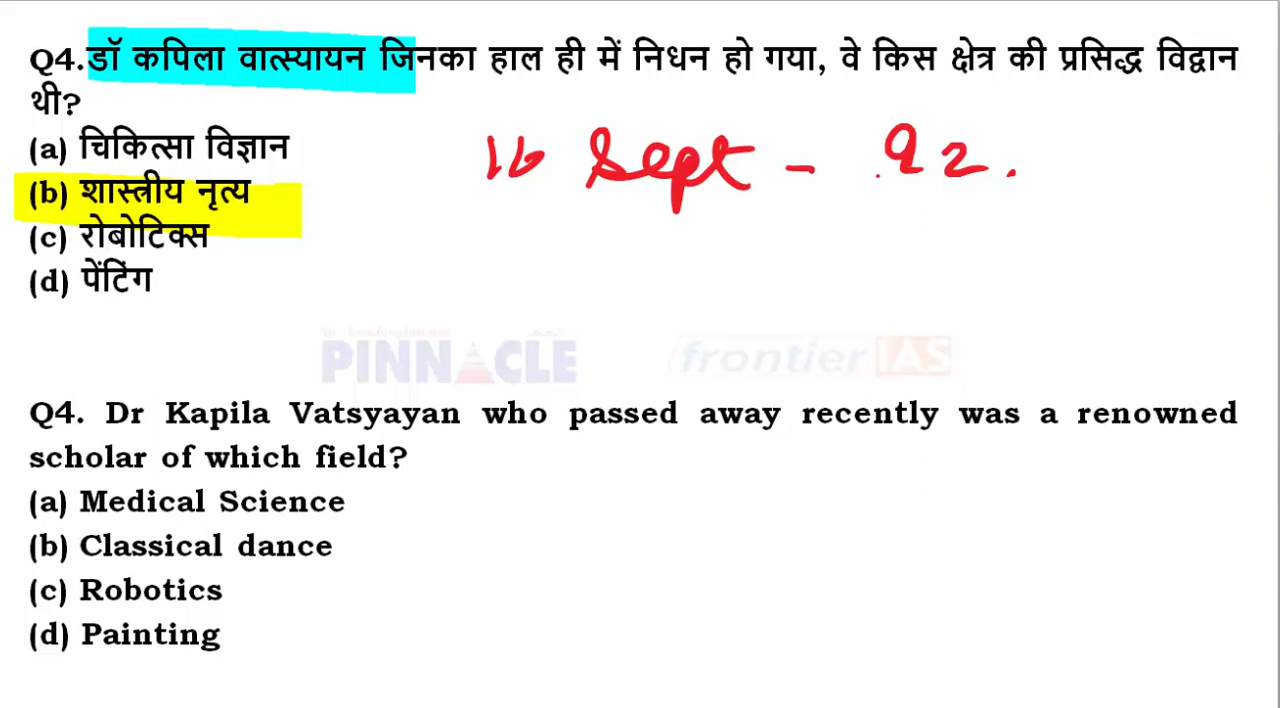 Q4.डॉ कपिला वात्स्यायन जिनका हाल ही में निधन हो गया, वे किस क्षेत्र की प्रसिद्ध विद्वान
थी?
(a) चिकित्सा विज्ञान
16 Sept - 92.
(b) शास्त्रीय नृत्य
(c) रोबोटिक्स
(d) पेंटिंग
PINNACLE
frontier IAS
Q4. Dr Kapila Vatsyayan who passed away recently was a renowned
scholar of which field?
(a) Medical Science
(b) Classical dance
(c) Robotics
(d) Painting